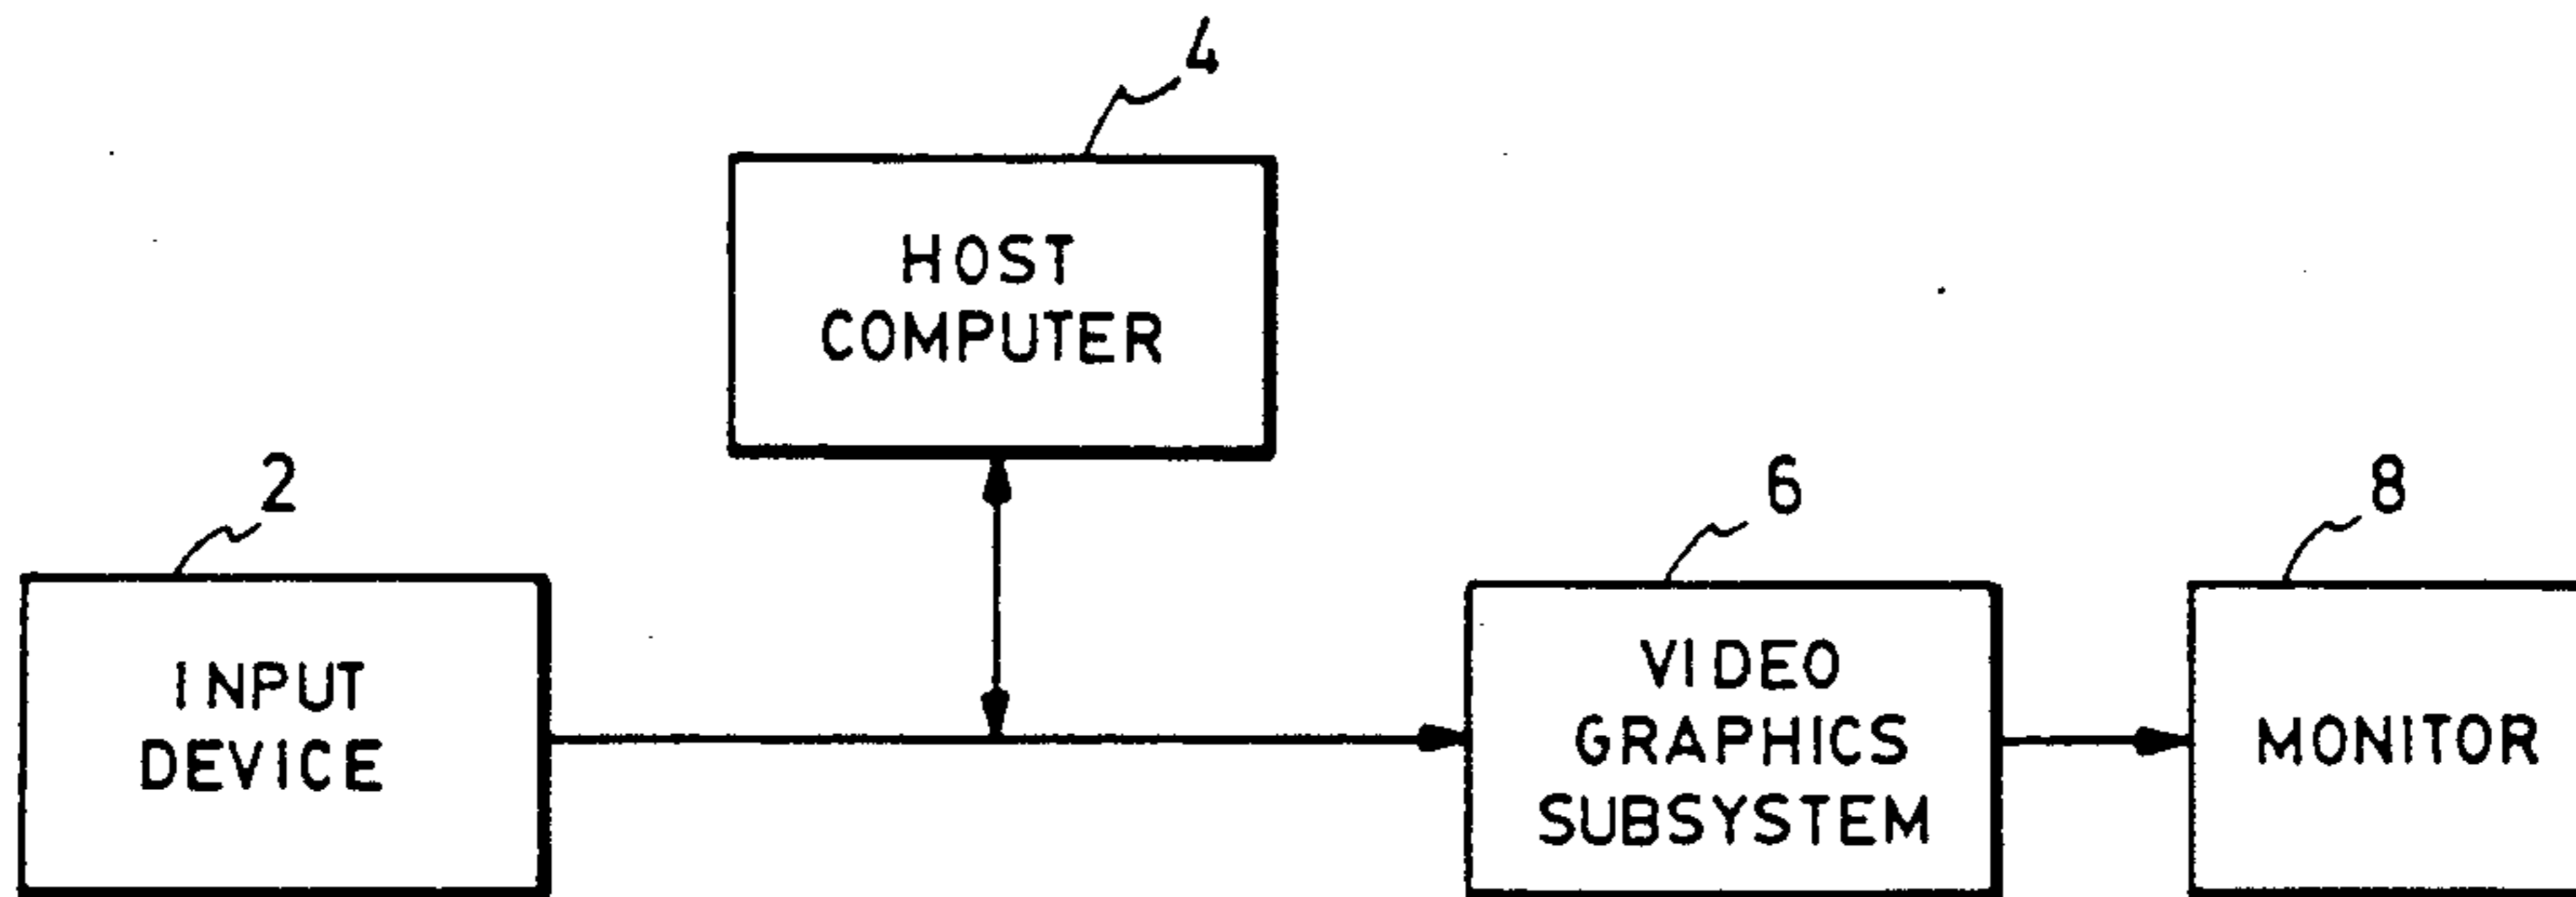 4
HOST
COMPUTER
2
INPUT
DEVICE
6
VIDEO
GRAPHICS
SUBSYSTEM
8
MONITOR